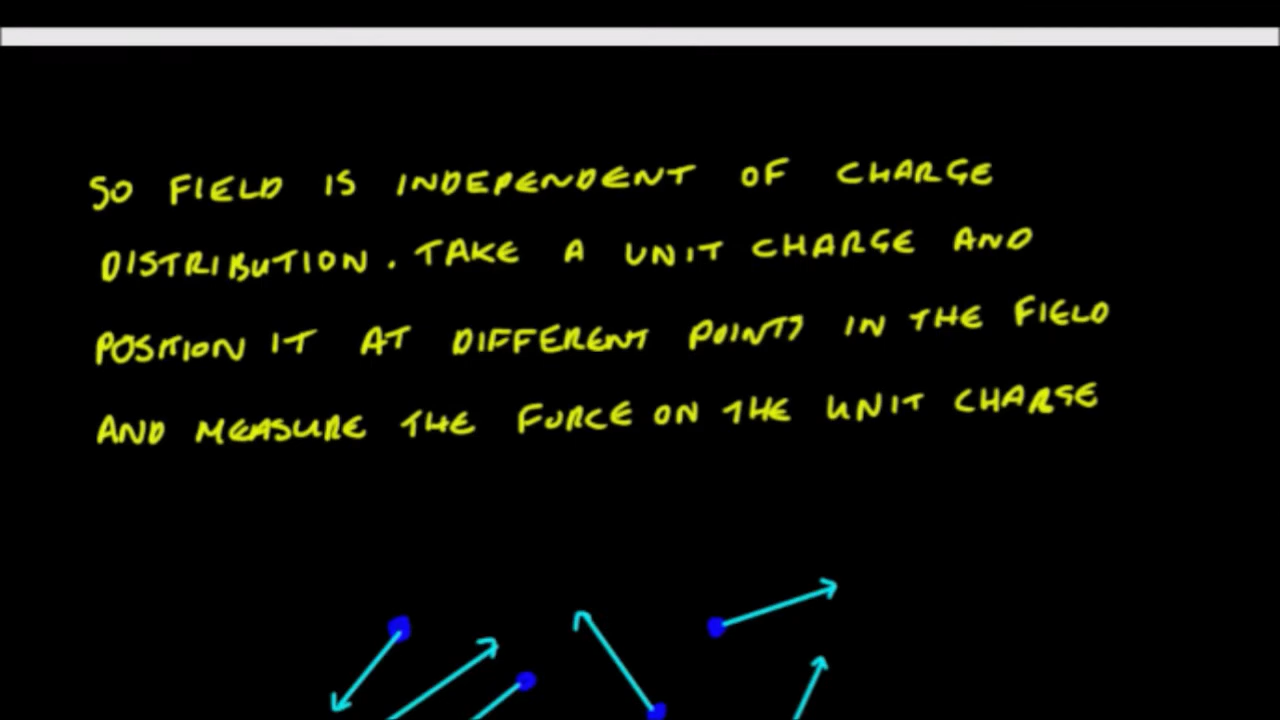 SO FIELD IS INDEPENDENT OF CHARGE
DISTRIBUTION. TAKE A UNIT CHARGE AND
POSITION IT AT DIFFERENT POINTS IN THE FIELD
AND MEASURE THE FORCE ON THE UNIT CHARGE